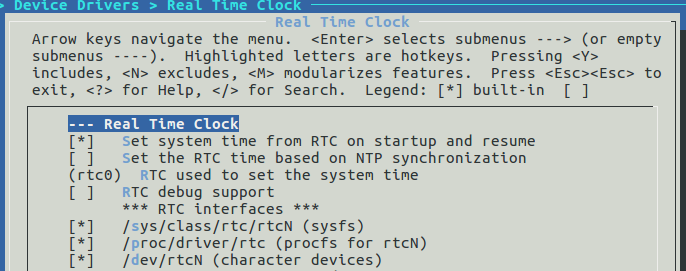 > Device Drivers > Real Time Clock
Real Time Clock
Arrow keys navigate the menu.  <Enter> selects submenus ---> (or empty
submenus ----).  Highlighted letters are hotkeys.  Pressing <Y>
includes, <N> excludes, <M> modularizes features.  Press <Esc><Esc> to
exit, <?> for Help, </> for Search.  Legend: [*] built-in  [ ]
--- Real Time Clock
[*]   Set system time from RTC on startup and resume
[ ]   Set the RTC time based on NTP synchronization
(rtc0)  RTC used to set the system time
[ ]   RTC debug support
*** RTC interfaces ***
[*]   /sys/class/rtc/rtcN (sysfs)
[*]   /proc/driver/rtc (procfs for rtcN)
[*]   /dev/rtcN (character devices)